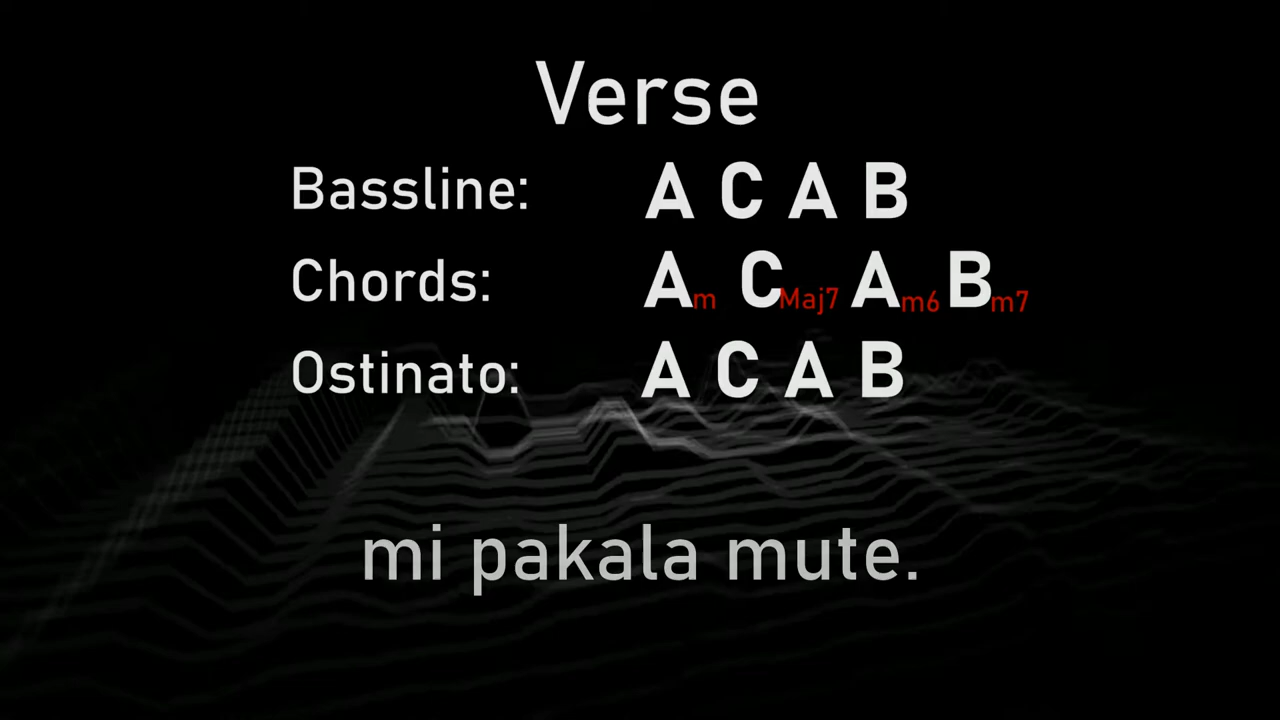 Verse
Bassline: A C A B
Chords: Am CMaj7 Am6 Bm7
Ostinato: A C A B
mi pakala mute.